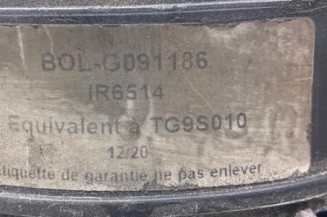 BOL-G091186
IR6514
Equivalent à TG9S010
12/20
étiquette de garantie ne pas enlever